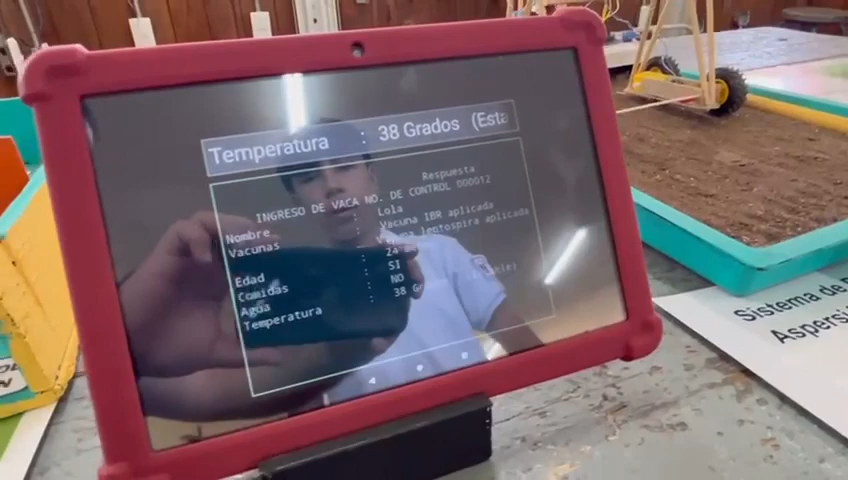 Temperatura : 38 Grados (Esta
Respuesta
INGRESO DE VACA NO. DE CONTROL 000012
Nombre : Lola
Vacunas : Vacuna IBR aplicada
Vacuna leptospira aplicada
Edad : 24
Comidas : SI
Agua : NO
Temperatura : 38 G
Sistema de
Aspersi